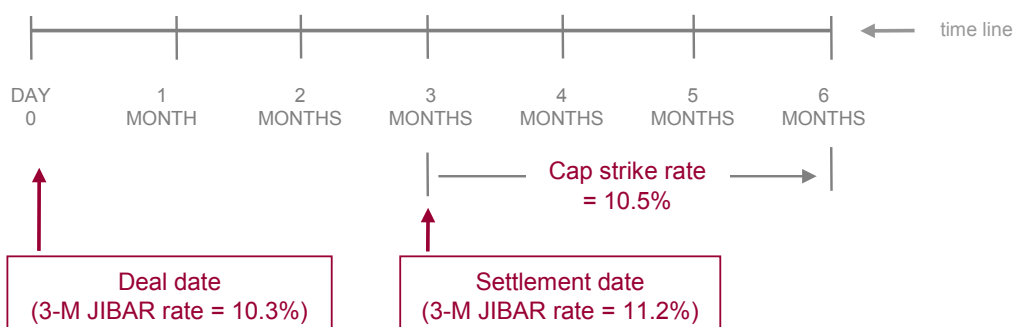 time line
DAY 1 2 3 4 5 6
0 MONTH MONTHS MONTHS MONTHS MONTHS MONTHS
Cap strike rate
= 10.5%
Deal date
(3-M JIBAR rate = 10.3%)
Settlement date
(3-M JIBAR rate = 11.2%)